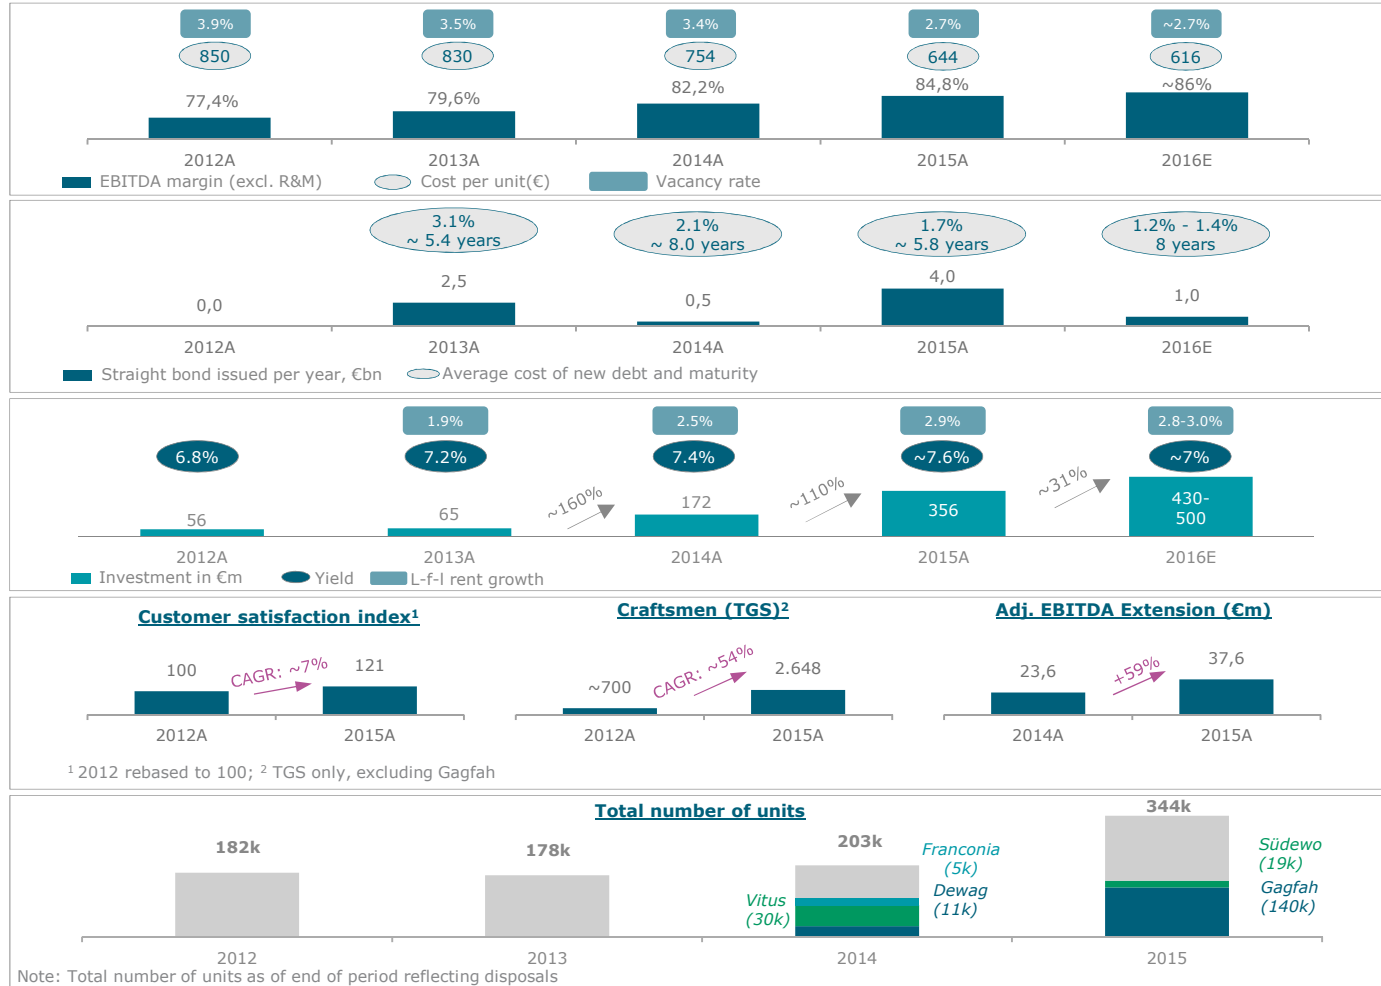 3.9% 3.5% 3.4% 2.7% ~2.7%
850 830 754 644 616
77,4% 79,6% 82,2% 84,8% ~86%
2012A 2013A 2014A 2015A 2016E
EBITDA margin (excl. R&M) Cost per unit(€) Vacancy rate
3.1% 2.1% 1.7% 1.2% - 1.4%
~ 5.4 years ~ 8.0 years ~ 5.8 years 8 years
0,0 2,5 0,5 4,0 1,0
2012A 2013A 2014A 2015A 2016E
Straight bond issued per year, €bn Average cost of new debt and maturity
1.9% 2.5% 2.9% 2.8-3.0%
6.8% 7.2% 7.4% ~7.6% ~7%
~160% ~110% ~31%
56 65 172 356 430-
500
2012A 2013A 2014A 2015A 2016E
Investment in €m Yield L-f-l rent growth
Customer satisfaction index¹ Craftsmen (TGS)² Adj. EBITDA Extension (€m)
100 CAGR: ~7% 121 ~700 CAGR: ~54% 2.648 23,6 +59% 37,6
2012A 2015A 2012A 2015A 2014A 2015A
¹ 2012 rebased to 100; ² TGS only, excluding Gagfah
Total number of units
182k 178k 203k 344k
Franconia
(5k)
Vitus
(30k)
Dewag
(11k)
Südewo
(19k)
Gagfah
(140k)
2012 2013 2014 2015
Note: Total number of units as of end of period reflecting disposals